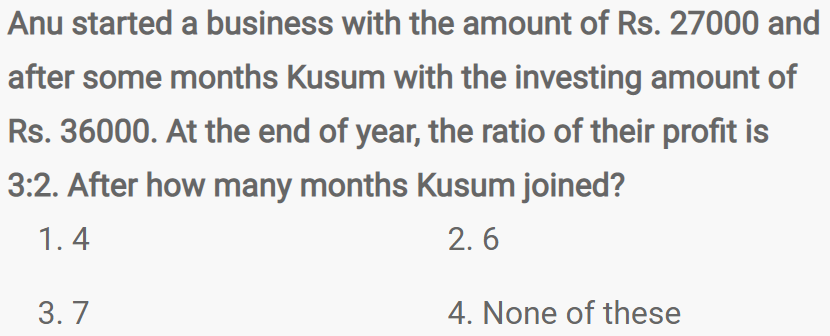 Anu started a business with the amount of Rs. 27000 and
after some months Kusum with the investing amount of
Rs. 36000. At the end of year, the ratio of their profit is
3:2. After how many months Kusum joined?
1. 4 2. 6
3. 7 4. None of these